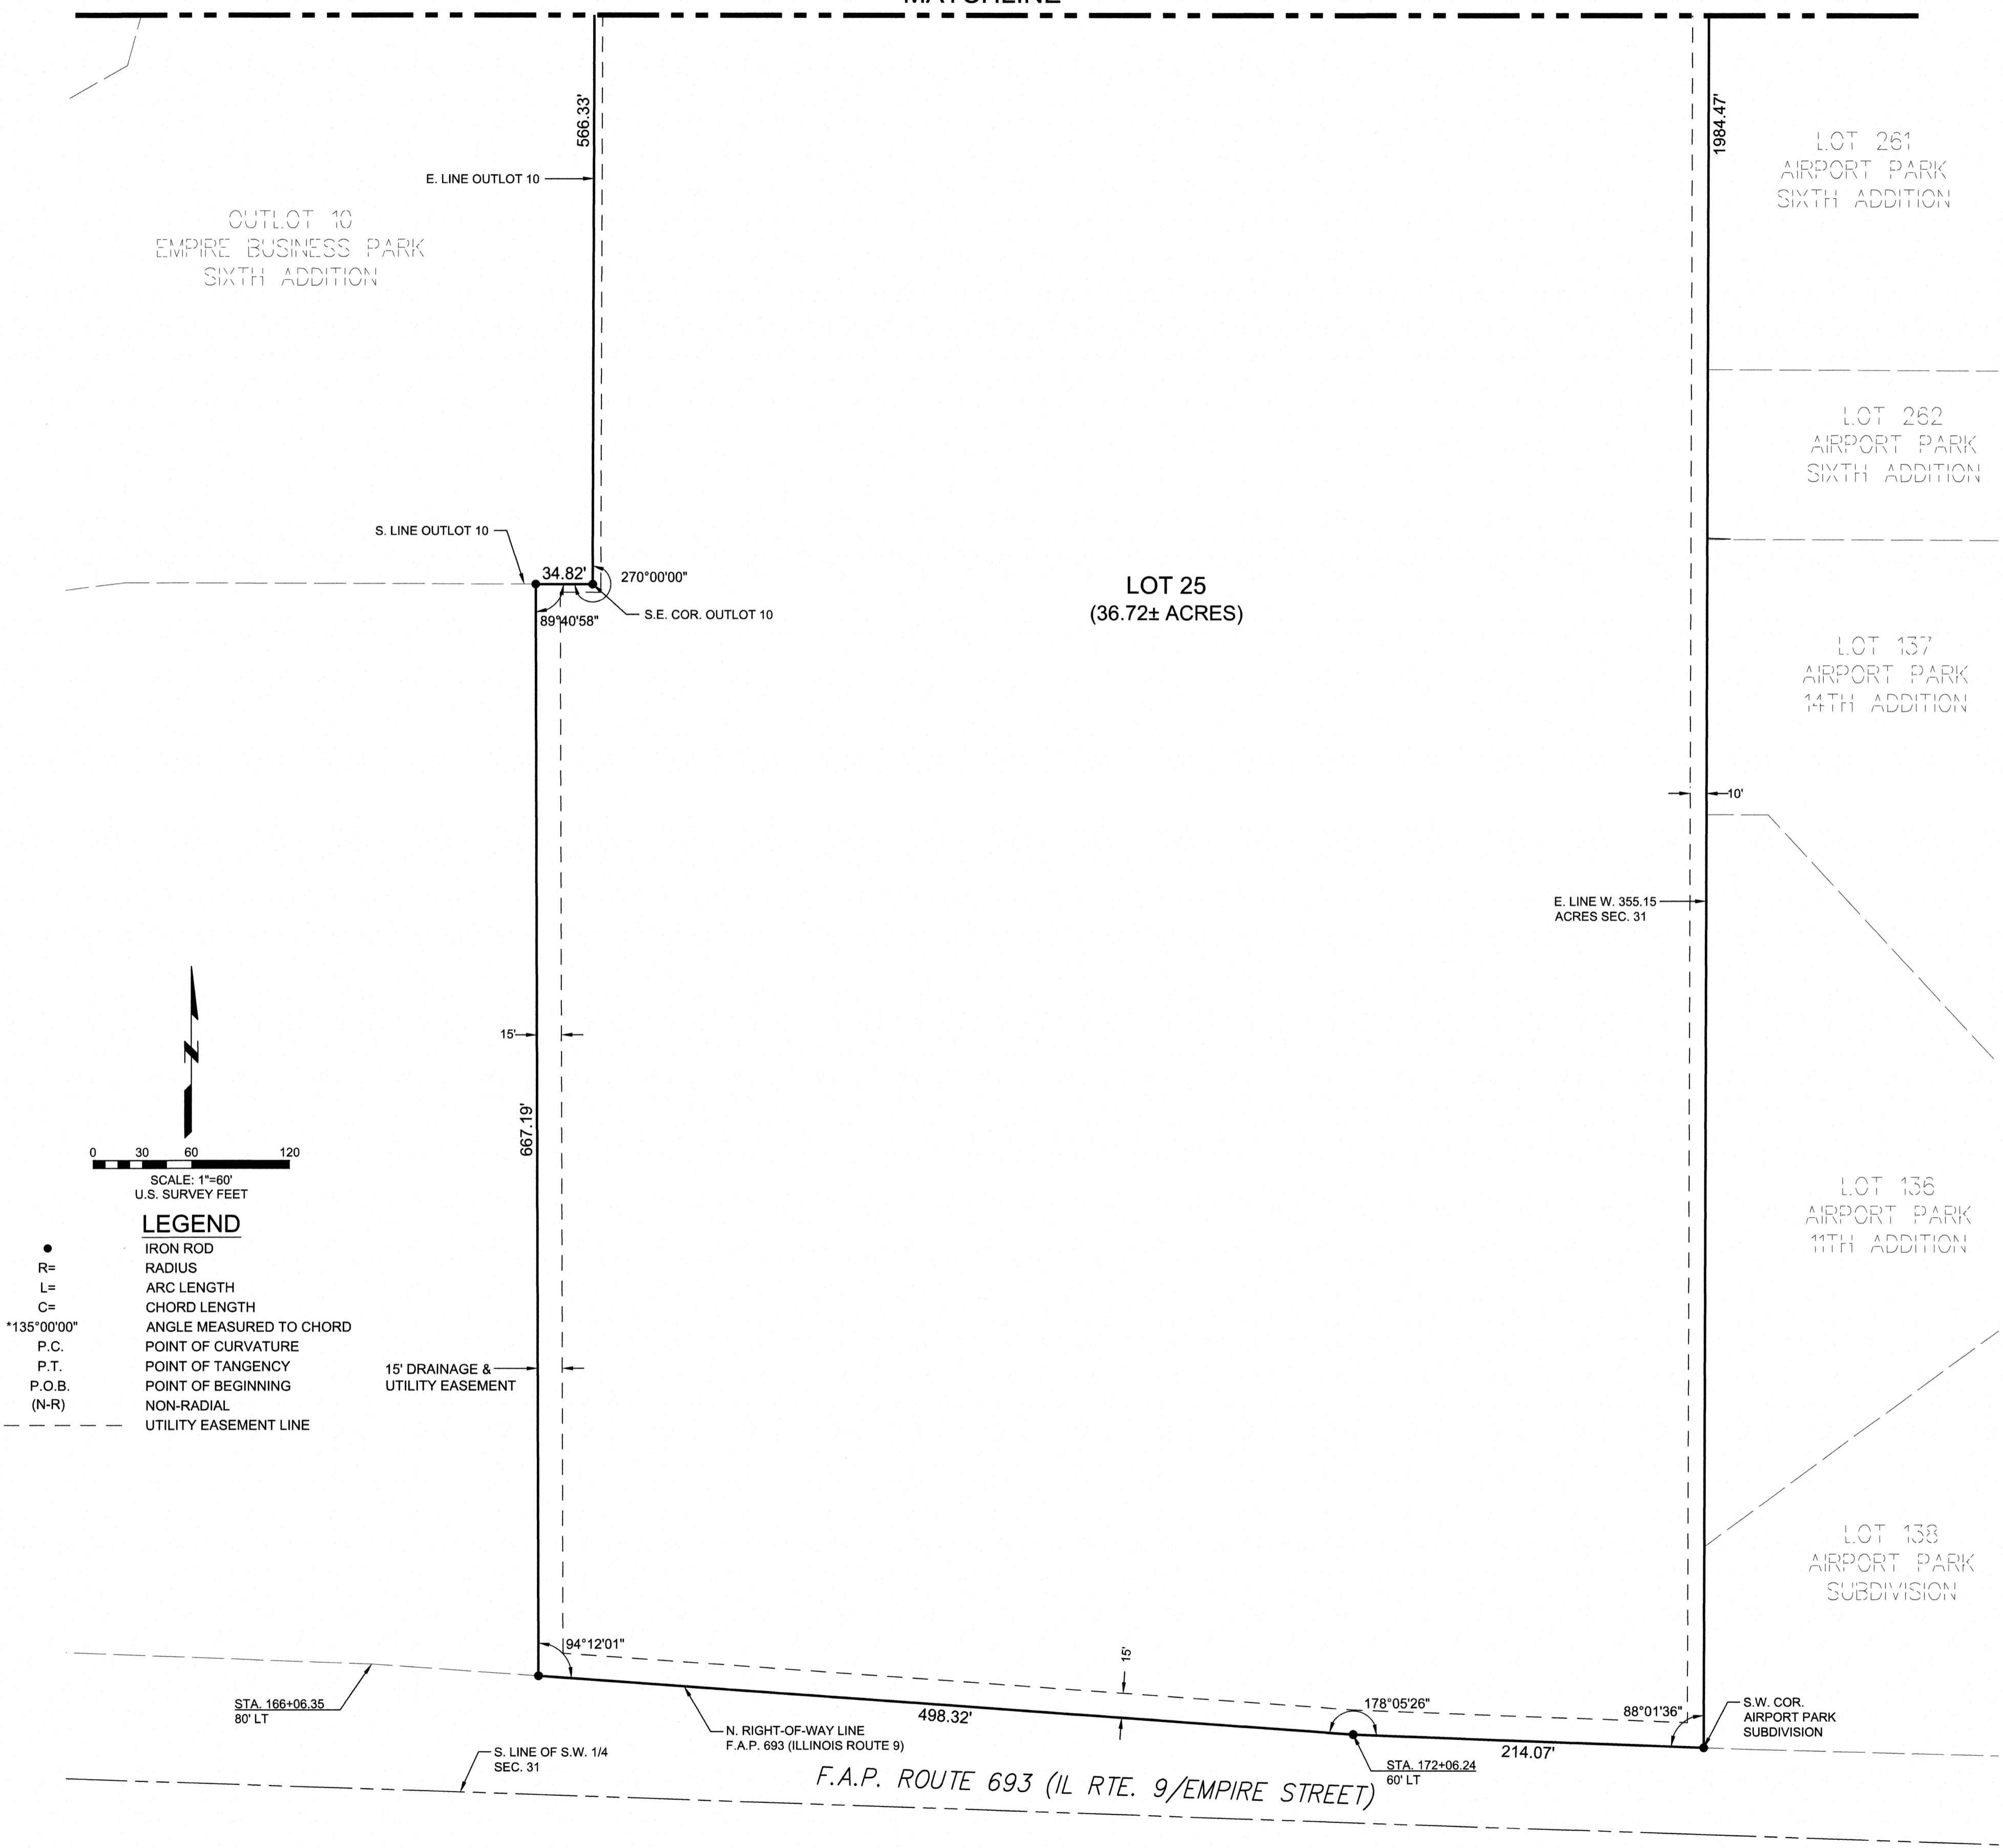 MATCHLINE
566.33'
1984.47'
LOT 261
AIRPORT PARK
SIXTH ADDITION
E. LINE OUTLOT 10
OUTLOT 10
EMPIRE BUSINESS PARK
SIXTH ADDITION
LOT 262
AIRPORT PARK
SIXTH ADDITION
S. LINE OUTLOT 10
34.82'
270°00'00"
S.E. COR. OUTLOT 10
89°40'58"
LOT 25
(36.72± ACRES)
LOT 137
AIRPORT PARK
14TH ADDITION
10'
E. LINE W. 355.15
ACRES SEC. 31
15'
667.19'
N
0 30 60 120
SCALE: 1"=60'
U.S. SURVEY FEET
LEGEND
IRON ROD
R= RADIUS
L= ARC LENGTH
C= CHORD LENGTH
*135°00'00" ANGLE MEASURED TO CHORD
P.C. POINT OF CURVATURE
P.T. POINT OF TANGENCY
P.O.B. POINT OF BEGINNING
(N-R) NON-RADIAL
UTILITY EASEMENT LINE
15' DRAINAGE &
UTILITY EASEMENT
LOT 136
AIRPORT PARK
11TH ADDITION
LOT 138
AIRPORT PARK
SUBDIVISION
94°12'01"
15'
178°05'26"
88°01'36"
S.W. COR.
AIRPORT PARK
SUBDIVISION
STA. 166+06.35
80' LT
498.32'
N. RIGHT-OF-WAY LINE
F.A.P. 693 (ILLINOIS ROUTE 9)
214.07'
STA. 172+06.24
60' LT
S. LINE OF S.W. 1/4
SEC. 31
F.A.P. ROUTE 693 (IL RTE. 9/EMPIRE STREET)